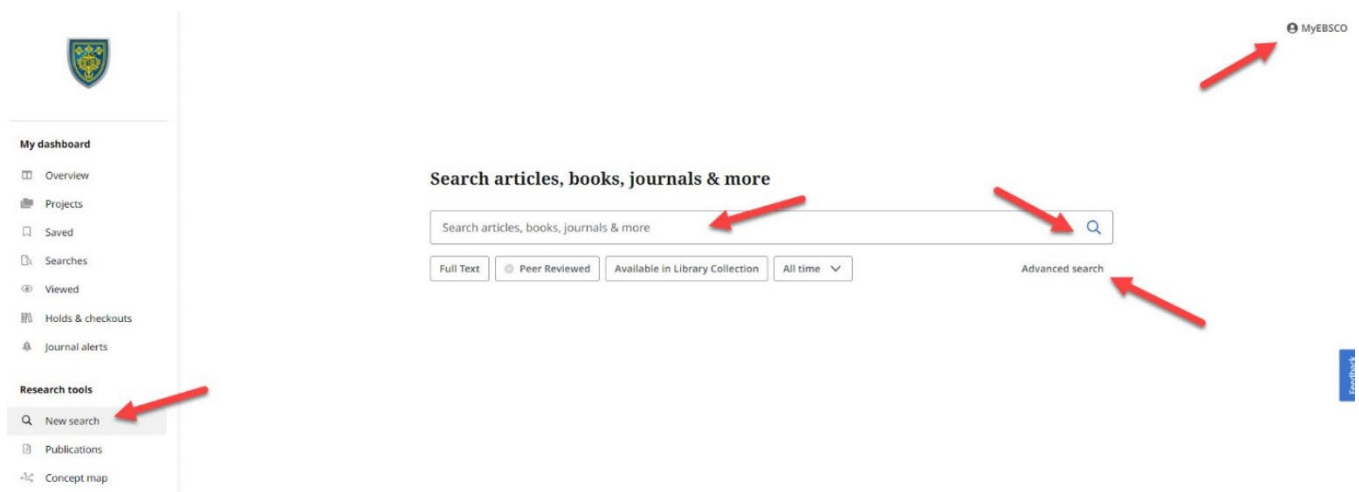 MyEBSCO
My dashboard
Overview
Projects
Saved
Searches
Viewed
Holds & checkouts
Journal alerts
Research tools
New search
Publications
Concept map
Search articles, books, journals & more
Search articles, books, journals & more
Full Text
Peer Reviewed
Available in Library Collection
All time
Advanced search
Feedback